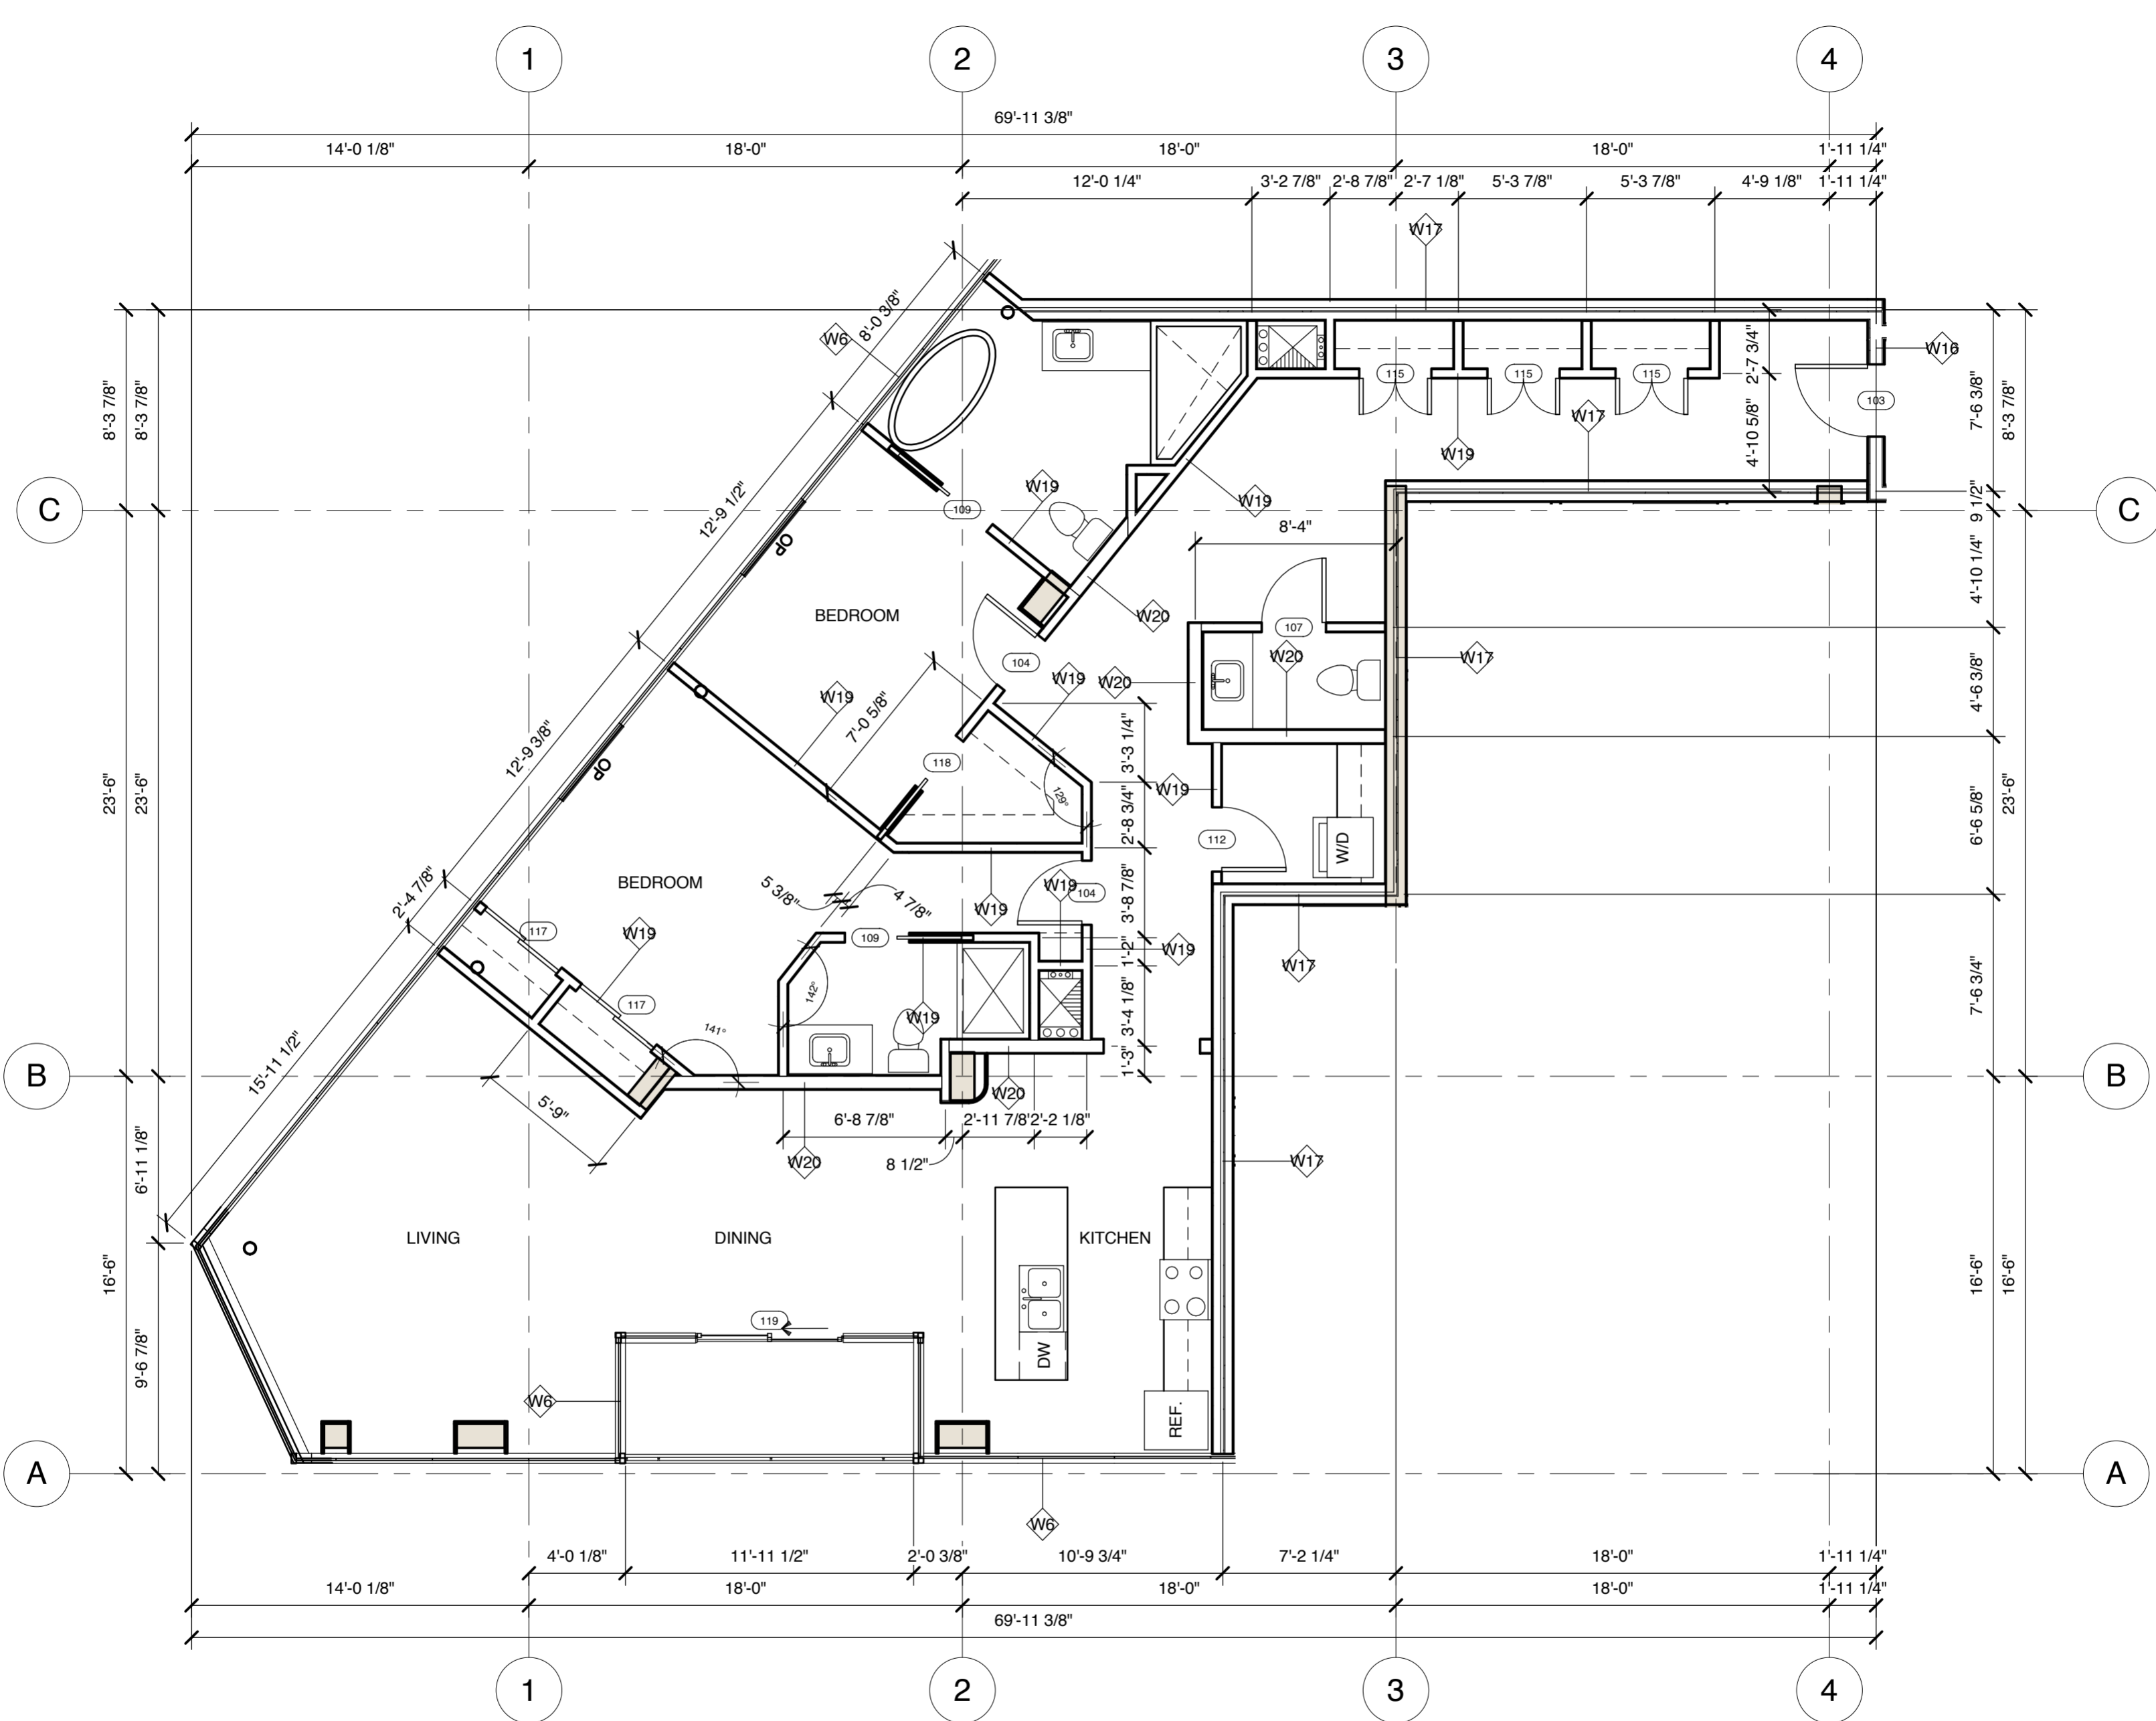 1 2 3 4
69'-11 3/8"
14'-0 1/8" 18'-0" 18'-0" 18'-0" 1'-11 1/4"
12'-0 1/4" 3'-2 7/8" 2'-8 7/8" 2'-7 1/8" 5'-3 7/8" 5'-3 7/8" 4'-9 1/8" 1'-11 1/4"
W17
8'-0 3/8"
W6
W16
2'-7 3/4"
115 115 115
103
8'-3 7/8" 8'-3 7/8"
7'-6 3/8" 8'-3 7/8"
W17
4'-10 5/8"
W19
W19
W19
12'-9 1/2"
C
109
9 1/2"
C
8'-4"
OP
4'-10 1/4"
BEDROOM
W20
107
104
W20
W17
W19
W20
W19
7'-0 5/8"
4'-6 3/8"
12'-9 3/8"
3'-3 1/4"
118
OP
129°
W19
23'-6" 23'-6"
2'-8 3/4"
112
W/D
6'-6 5/8" 23'-6"
BEDROOM
5 3/8"
4 7/8"
W19
104
2'-4 7/8"
W19
3'-8 7/8"
117
W19
109
1'-2"
W19
W17
7'-6 3/4"
142°
117
W19
3'-4 1/8"
141°
15'-11 1/2"
B
1'-3"
B
W20
5'-9"
6'-8 7/8" 2'-11 7/8" 2'-2 1/8"
8 1/2"
W20
W17
6'-11 1/8"
LIVING DINING KITCHEN
16'-6"
16'-6" 16'-6"
119
DW
9'-6 7/8"
W6
REF.
A
A
W6
4'-0 1/8" 11'-11 1/2" 2'-0 3/8" 10'-9 3/4" 7'-2 1/4" 18'-0" 1'-11 1/4"
14'-0 1/8" 18'-0" 18'-0" 18'-0" 1'-11 1/4"
69'-11 3/8"
1 2 3 4